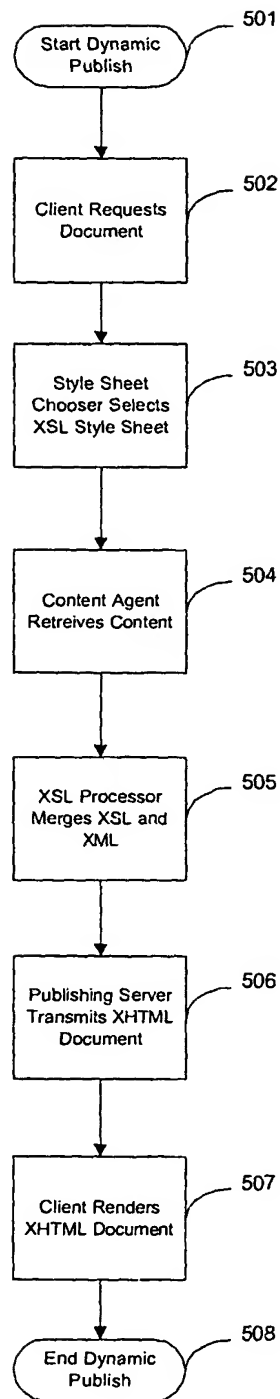 501
Start Dynamic
Publish
502
Client Requests
Document
503
Style Sheet
Chooser Selects
XSL Style Sheet
504
Content Agent
Retreives Content
505
XSL Processor
Merges XSL and
XML
506
Publishing Server
Transmits XHTML
Document
507
Client Renders
XHTML Document
508
End Dynamic
Publish